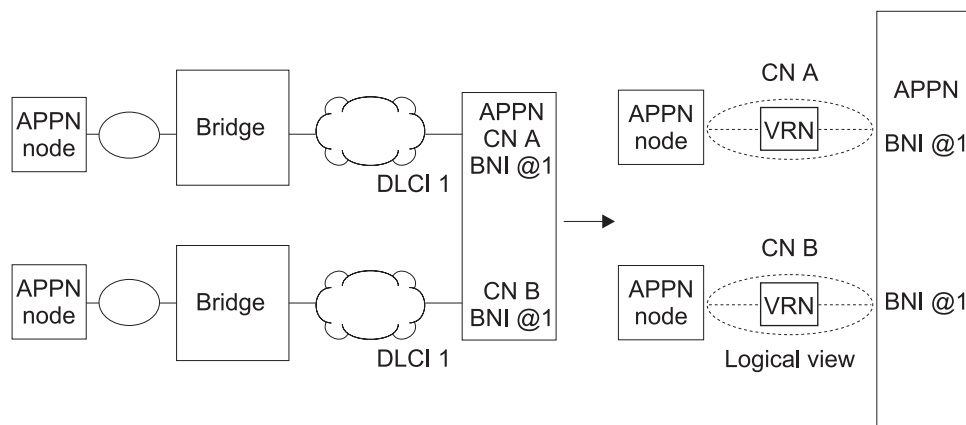 APPN
node
Bridge
DLCI 1
APPN
CN A
BNI @1
APPN
node
Bridge
DLCI 1
CN B
BNI @1
CN A
APPN
node
VRN
APPN
BNI @1
CN B
APPN
node
VRN
BNI @1
Logical view